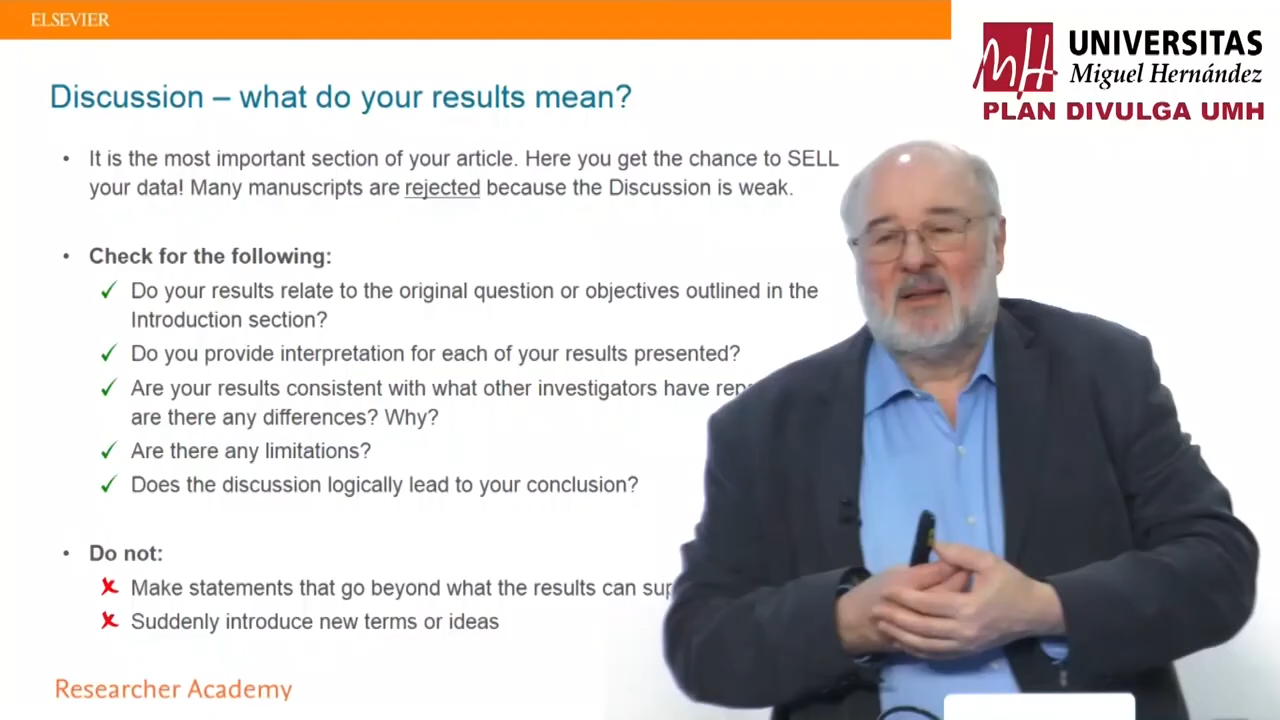 ELSEVIER
UNIVERSITAS
Miguel Hernández
PLAN DIVULGA UMH
Discussion – what do your results mean?
• It is the most important section of your article. Here you get the chance to SELL
your data! Many manuscripts are rejected because the Discussion is weak.
• Check for the following:
✓ Do your results relate to the original question or objectives outlined in the
Introduction section?
✓ Do you provide interpretation for each of your results presented?
✓ Are your results consistent with what other investigators have
are there any differences? Why?
✓ Are there any limitations?
✓ Does the discussion logically lead to your conclusion?
• Do not:
✗ Make statements that go beyond what the results can
✗ Suddenly introduce new terms or ideas
Researcher Academy